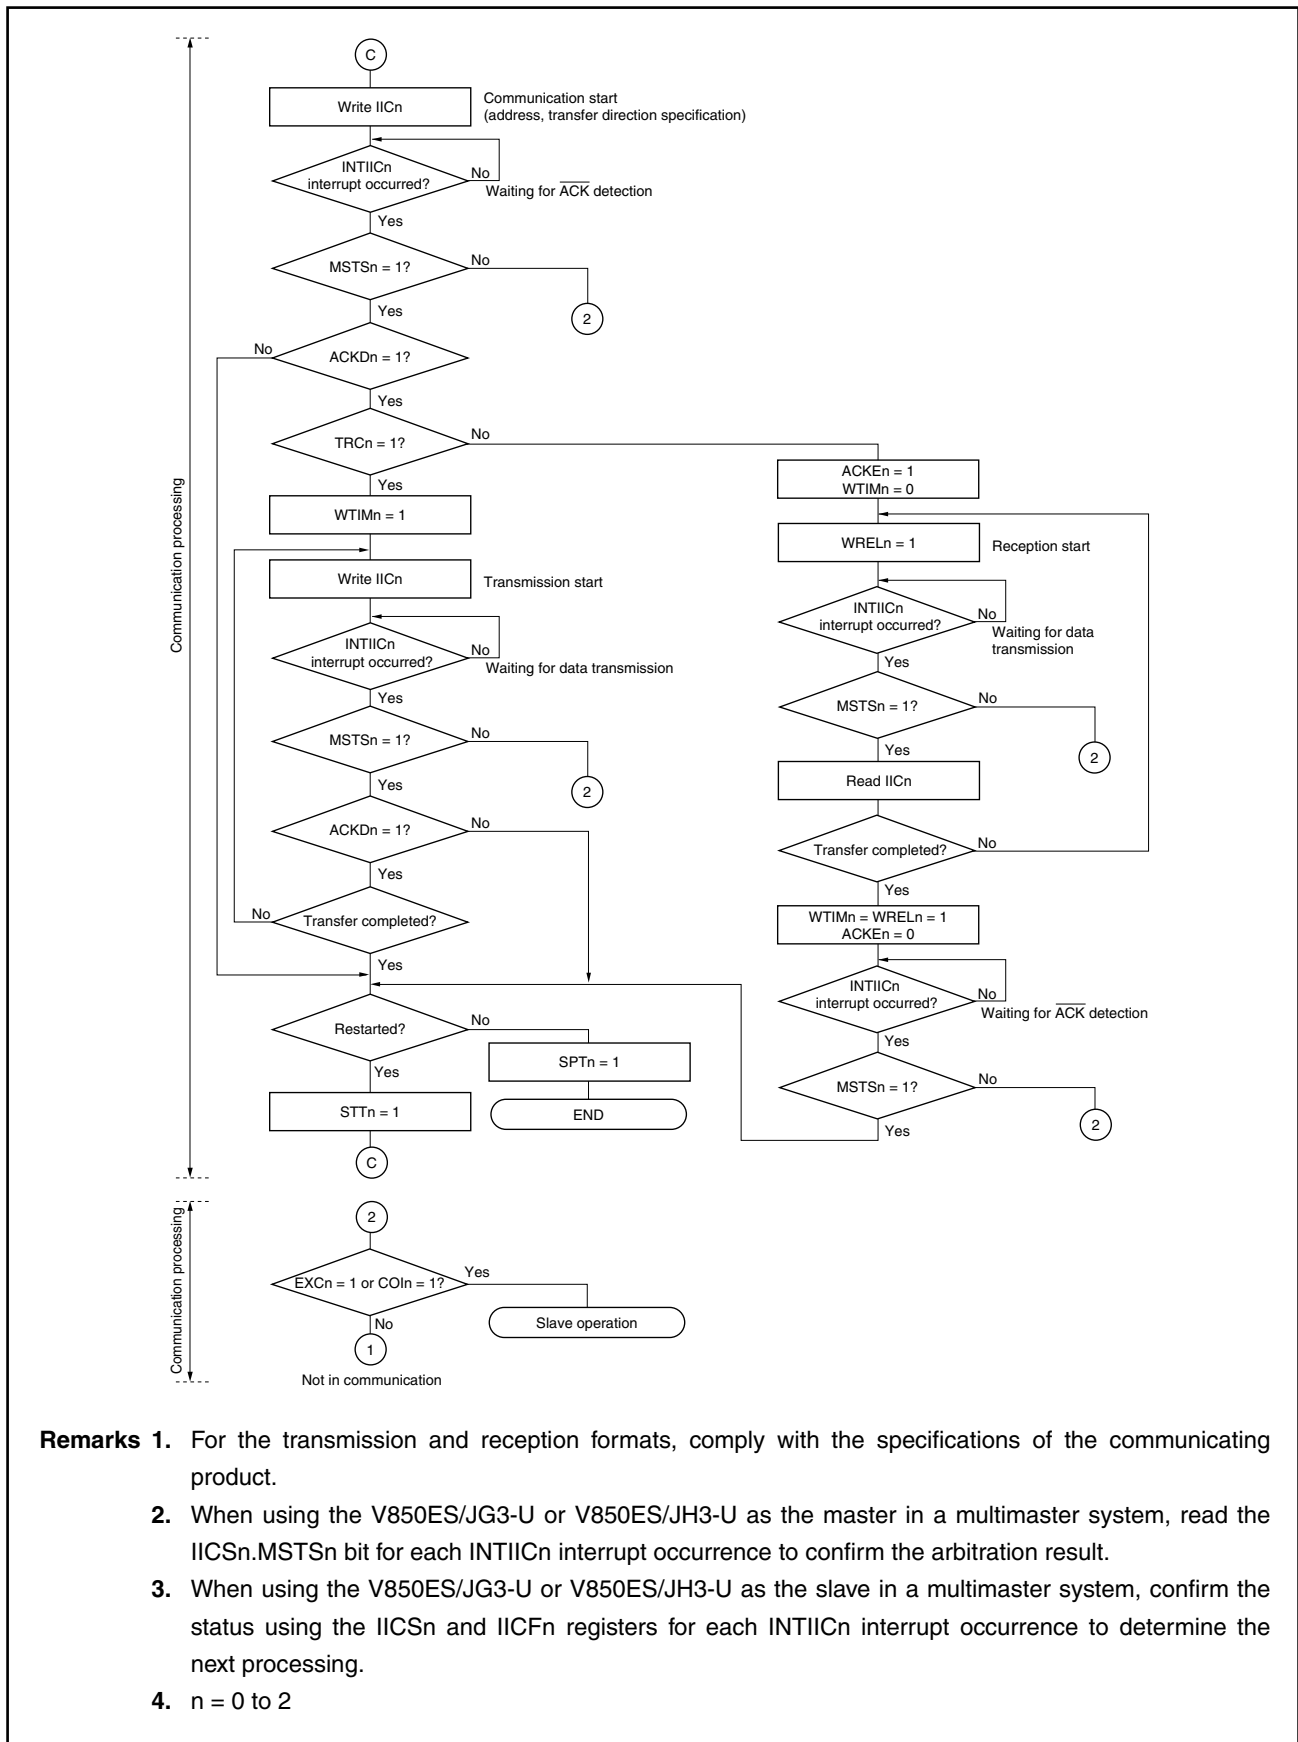 C
Write IICn
Communication start
(address, transfer direction specification)
INTIICn
interrupt occurred?
No
Waiting for ACK detection
Yes
MSTSn = 1?
No
2
Yes
ACKDn = 1?
No
Yes
TRCn = 1?
No
Yes
WTIMn = 1
Write IICn
Transmission start
INTIICn
interrupt occurred?
No
Waiting for data transmission
Yes
MSTSn = 1?
No
2
Yes
ACKDn = 1?
No
Yes
Transfer completed?
No
Yes
Restarted?
No
SPTn = 1
END
Yes
STTn = 1
C
ACKEn = 1
WTIMn = 0
WRELn = 1
Reception start
INTIICn
interrupt occurred?
No
Waiting for data
transmission
Yes
MSTSn = 1?
No
2
Yes
Read IICn
Transfer completed?
No
Yes
WTIMn = WRELn = 1
ACKEn = 0
INTIICn
interrupt occurred?
No
Waiting for ACK detection
Yes
MSTSn = 1?
No
2
Yes
Communication processing
2
EXCn = 1 or COIn = 1?
Yes
Slave operation
No
1
Not in communication
Communication processing
Remarks 1. For the transmission and reception formats, comply with the specifications of the communicating
product.
2. When using the V850ES/JG3-U or V850ES/JH3-U as the master in a multimaster system, read the
IICSn.MSTSn bit for each INTIICn interrupt occurrence to confirm the arbitration result.
3. When using the V850ES/JG3-U or V850ES/JH3-U as the slave in a multimaster system, confirm the
status using the IICSn and IICFn registers for each INTIICn interrupt occurrence to determine the
next processing.
4. n = 0 to 2